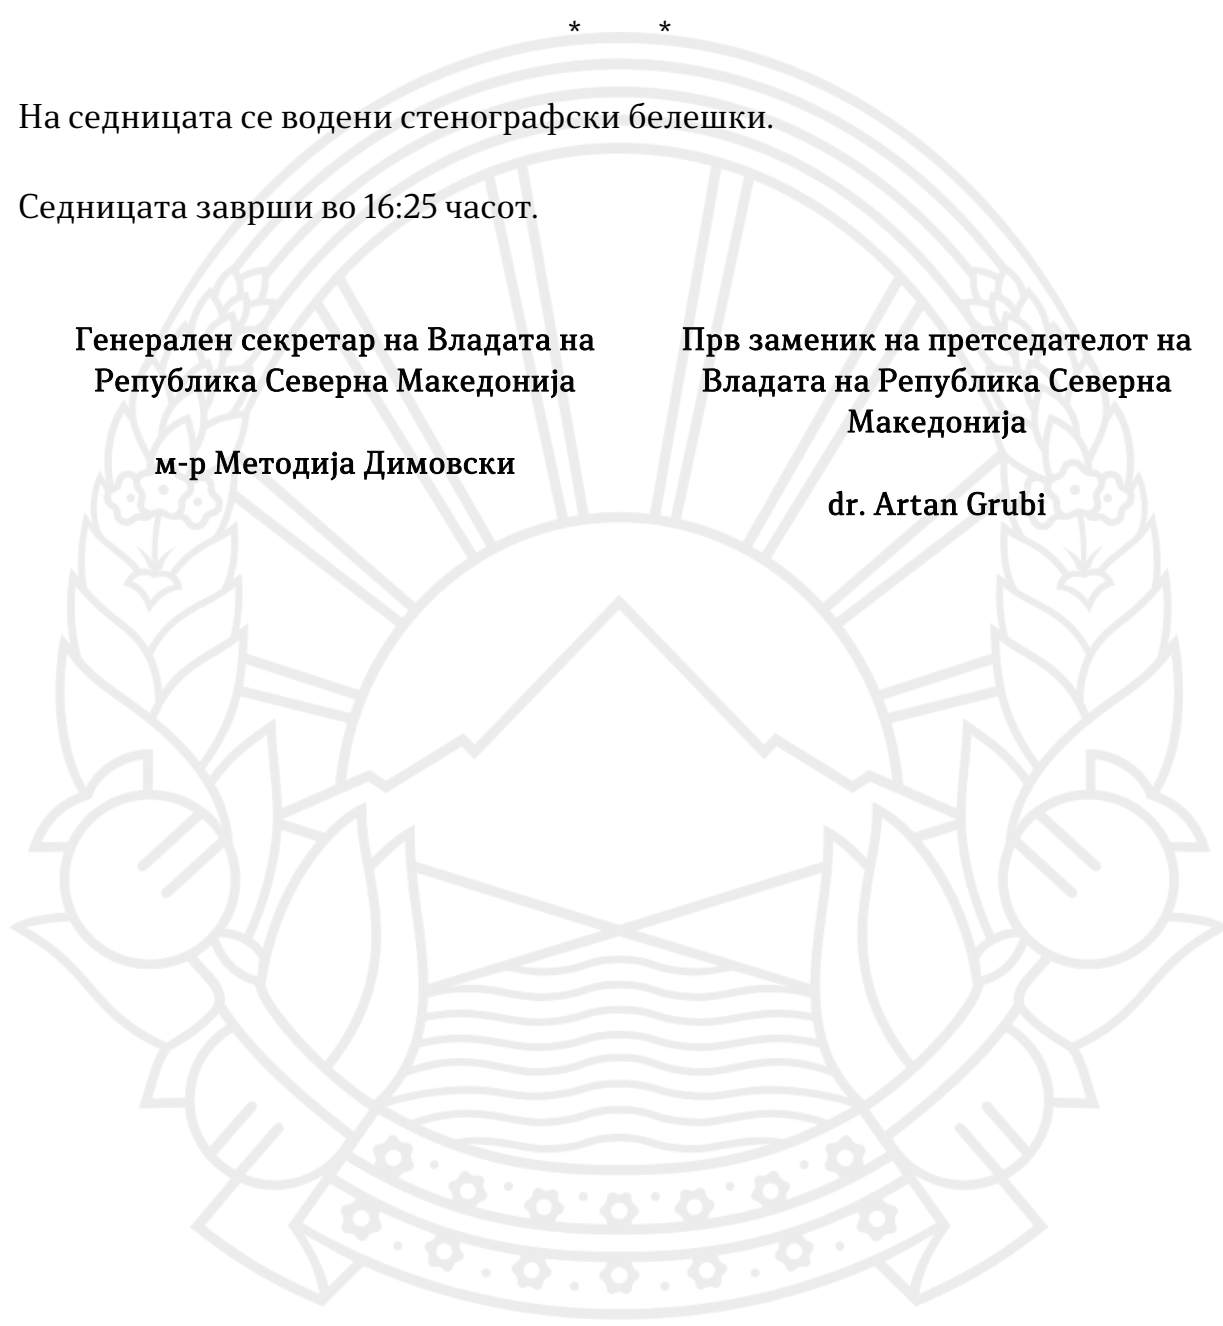 * *
На седницата се водени стенографски белешки.
Седницата заврши во 16:25 часот.
Генерален секретар на Владата на
Република Северна Македонија
м-р Методија Димовски
Прв заменик на претседателот на
Владата на Република Северна
Македонија
dr. Artan Grubi